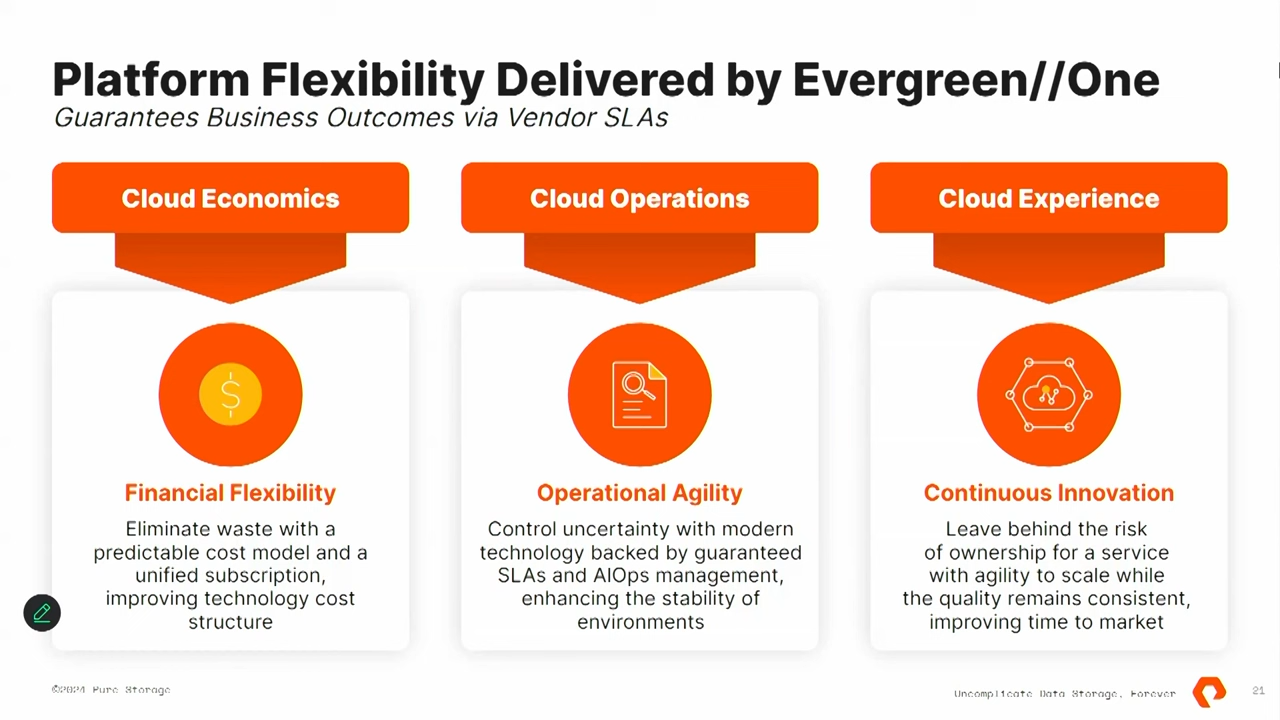 Platform Flexibility Delivered by Evergreen//One
Guarantees Business Outcomes via Vendor SLAs
Cloud Economics
Financial Flexibility
Eliminate waste with a
predictable cost model and a
unified subscription,
improving technology cost
structure
Cloud Operations
Operational Agility
Control uncertainty with modern
technology backed by guaranteed
SLAs and AIOps management,
enhancing the stability of
environments
Cloud Experience
Continuous Innovation
Leave behind the risk
of ownership for a service
with agility to scale while
the quality remains consistent,
improving time to market
©2024 Pure Storage
Uncomplicate Data Storage, Forever
21